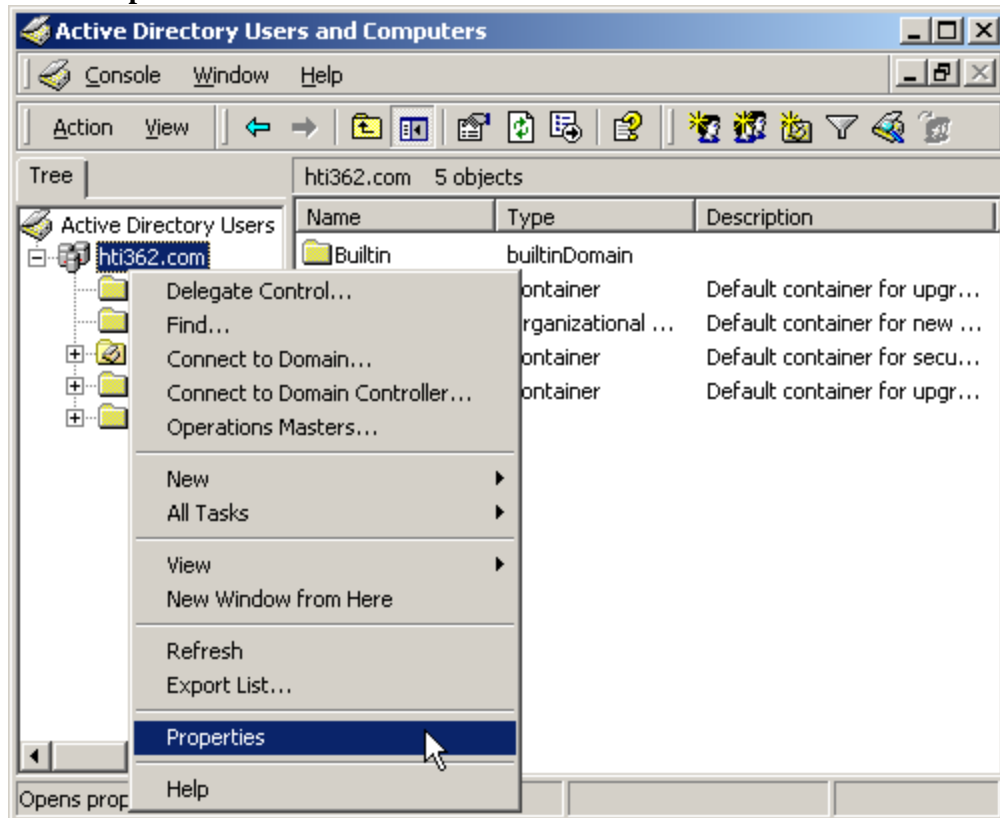 Active Directory Users and Computers
Console Window Help
Action View
Tree
hti362.com 5 objects
Active Directory Users
hti362.com
Name Type Description
Builtin builtinDomain
ontainer Default container for upgr...
rganizational ... Default container for new ...
ontainer Default container for secu...
ontainer Default container for upgr...
Delegate Control...
Find...
Connect to Domain...
Connect to Domain Controller...
Operations Masters...
New
All Tasks
View
New Window from Here
Refresh
Export List...
Properties
Help
Opens prop